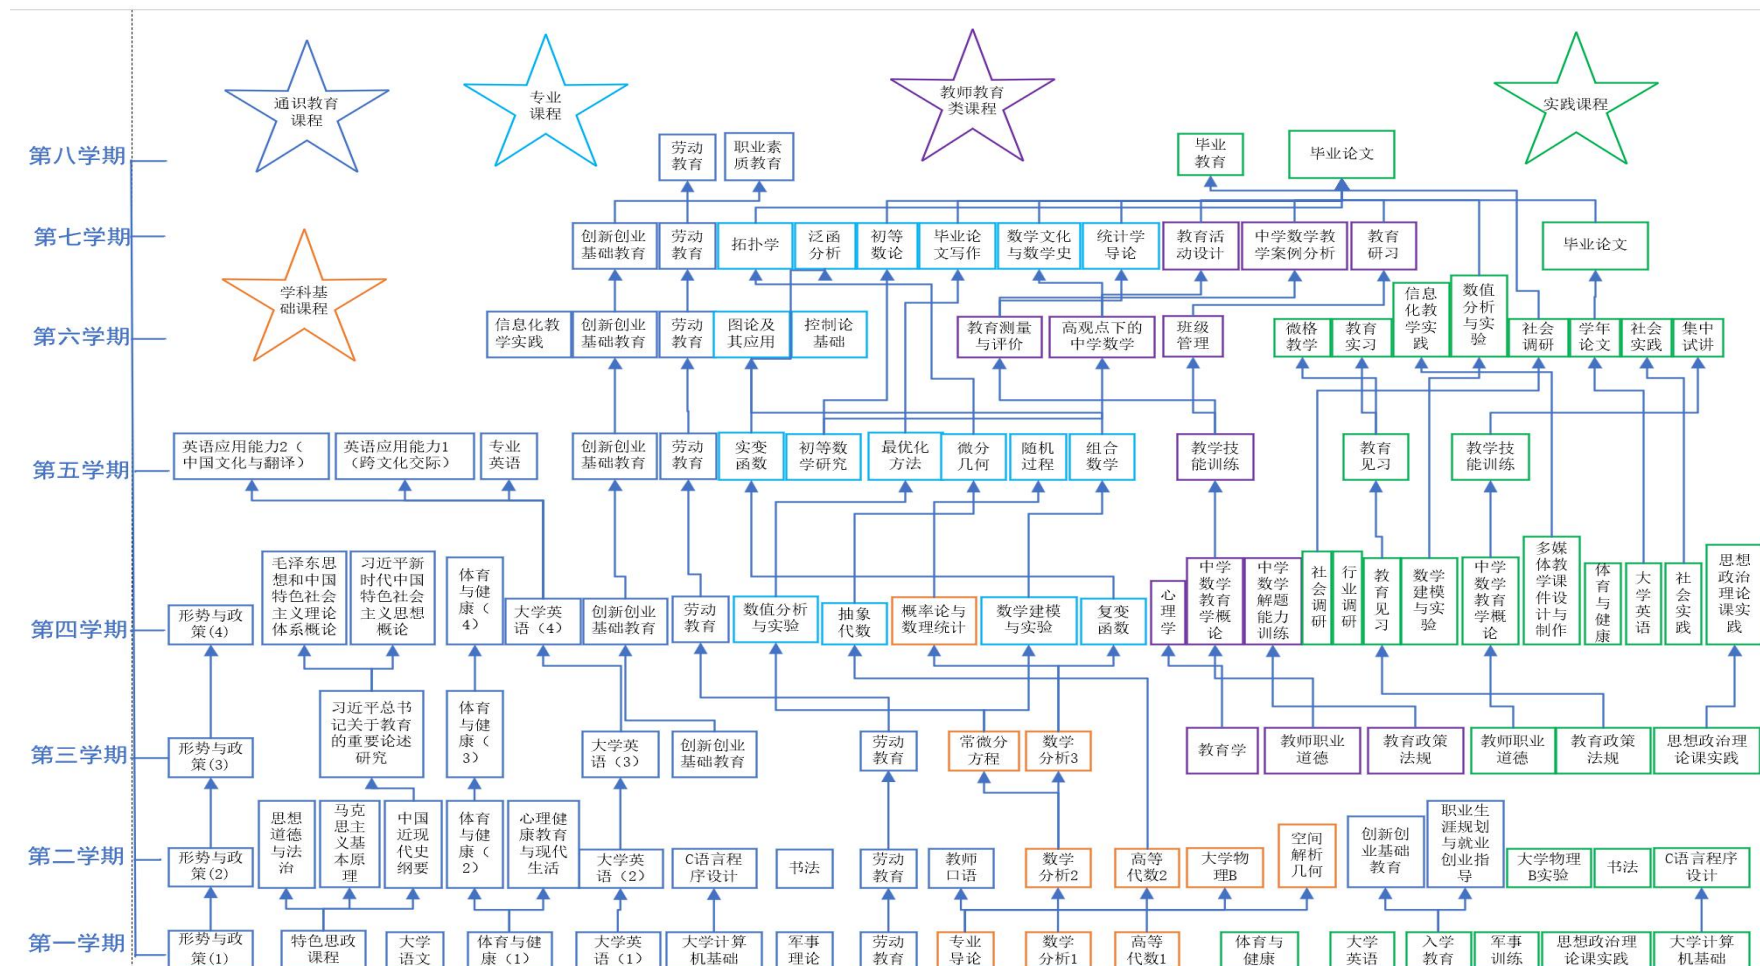 通识教育
课程
专业
课程
教师教育
类课程
实践课程
学科基
础课程
第八学期
劳动
教育
职业素
质教育
毕业
教育
毕业论文
第七学期
创新创业
基础教育
劳动
教育
拓扑学
泛函
分析
初等
数论
毕业论
文写作
数学文化
与数学史
统计学
导论
教育活
动设计
中学数学教
学案例分析
教育
研习
毕业论文
第六学期
信息化教
学实践
创新创业
基础教育
劳动
教育
图论及
其应用
控制论
基础
教育测量
与评价
高观点下的
中学数学
班级
管理
微格
教学
教育
实习
信息
化教
学实
践
数值
分析
与实
验
社会
调研
学年
论文
社会
实践
集中
试讲
第五学期
英语应用能力2（
中国文化与翻译）
英语应用能力1
（跨文化交际）
专业
英语
创新创业
基础教育
劳动
教育
实变
函数
初等数
学研究
最优化
方法
微分
几何
随机
过程
组合
数学
教学技
能训练
教育
见习
教学技
能训练
第四学期
形势与政
策(4)
毛泽东思
想和中国
特色社会
主义理论
体系概论
习近平新
时代中国
特色社会
主义思想
概论
体育
与健
康（
4）
大学英
语（4）
创新创业
基础教育
劳动
教育
数值分析
与实验
抽象
代数
概率论与
数理统计
数学建模
与实验
复变
函数
心
理
学
中学
数学
教育
学概
论
中学
数学
解题
能力
训练
社
会
调
研
行
业
调
研
教
育
见
习
数学
建模
与实
验
中学
数学
教育
学概
论
多媒
体教
学课
件设
计与
制作
体
育
与
健
康
大
学
英
语
社
会
实
践
思想
政治
理论
课实
践
第三学期
形势与政
策(3)
习近平总书
记关于教育
的重要论述
研究
体育
与健
康（
3）
大学英
语（3）
创新创业
基础教育
劳动
教育
常微分
方程
数学
分析3
教育学
教师职业
道德
教育政策
法规
教师职业
道德
教育政策
法规
思想政治理
论课实践
第二学期
形势与政
策(2)
思想
道德
与法
治
马克
思主
义基
本原
理
中国
近现
代史
纲要
体育
与健
康（
2）
心理健
康教育
与现代
生活
大学英
语（2）
C语言程
序设计
书法
劳动
教育
教师
口语
数学
分析2
高等
代数2
大学物
理B
空间
解析
几何
创新创
业基础
教育
职业生
涯规划
与就业
创业指
导
大学物理
B实验
书法
C语言程序
设计
第一学期
形势与政
策(1)
特色思政
课程
大学
语文
体育与健
康（1）
大学英
语（1）
大学计算
机基础
军事
理论
劳动
教育
专业
导论
数学
分析1
高等
代数1
体育与
健康
大学
英语
入学
教育
军事
训练
思想政治理
论课实践
大学计算
机基础